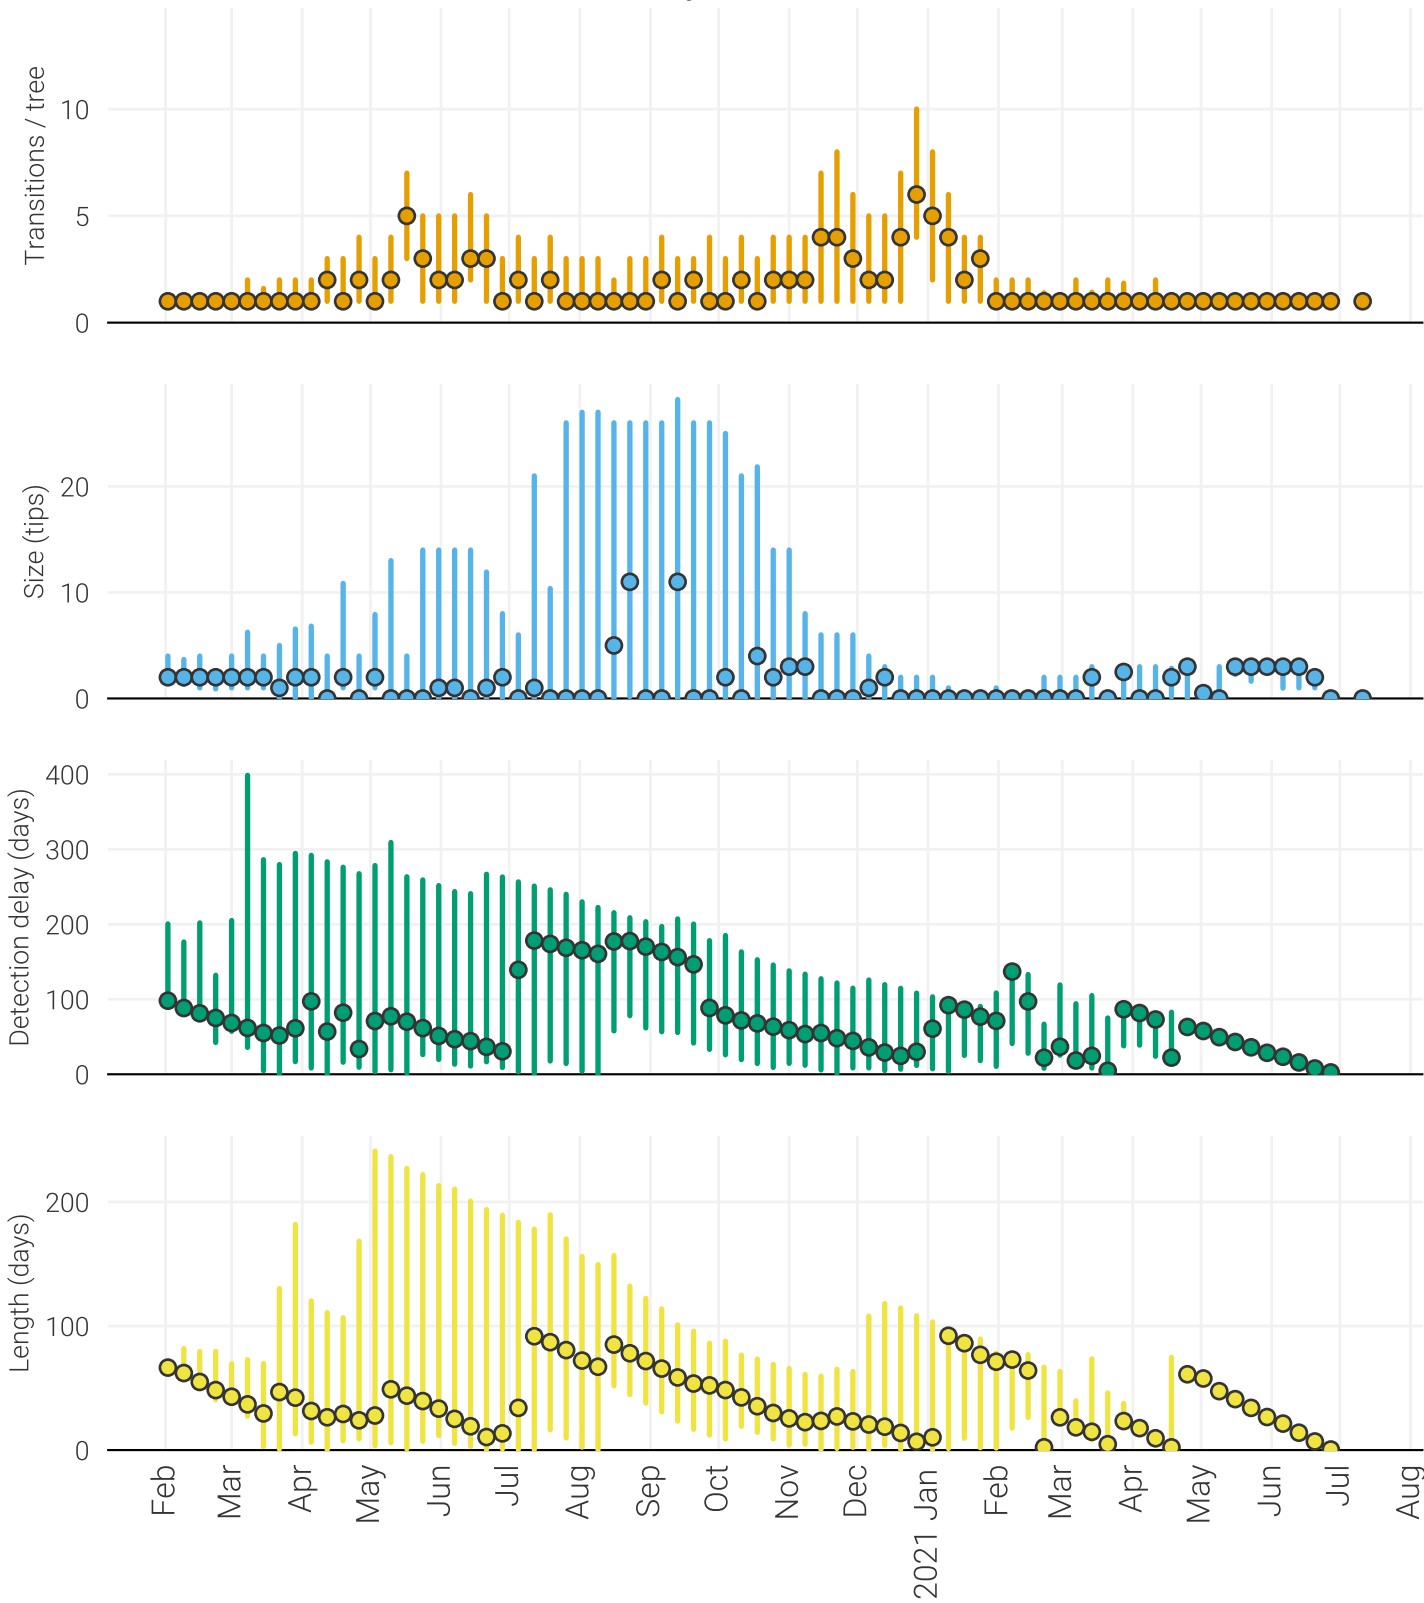 Transitions / tree
10
5
0
Size (tips)
20
10
0
Detection delay (days)
400
300
200
100
0
Length (days)
200
100
0
Feb
Mar
Apr
May
Jun
Jul
Aug
Sep
Oct
Nov
Dec
2021 Jan
Feb
Mar
Apr
May
Jun
Jul
Aug